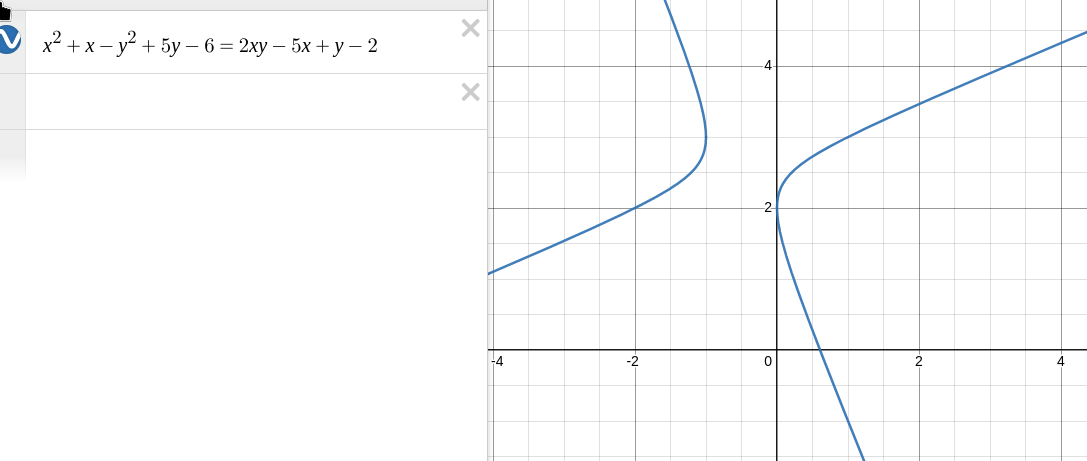 x² + x − y² + 5y − 6 = 2xy − 5x + y − 2
4
2
-4 -2 0 2 4